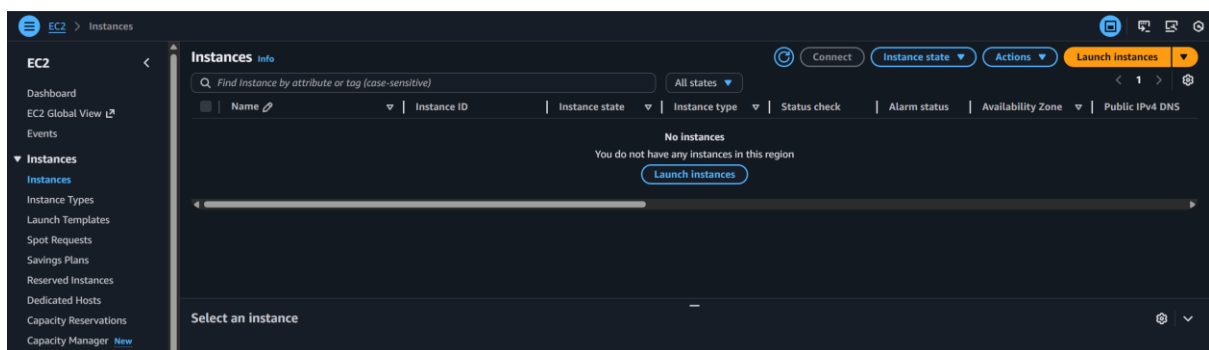 EC2 > Instances
EC2
Dashboard
EC2 Global View
Events
Instances
Instances
Instance Types
Launch Templates
Spot Requests
Savings Plans
Reserved Instances
Dedicated Hosts
Capacity Reservations
Capacity Manager New
Instances Info
Connect Instance state Actions Launch instances
Find Instance by attribute or tag (case-sensitive) All states < 1 >
Name Instance ID Instance state Instance type Status check Alarm status Availability Zone Public IPv4 DNS
No instances
You do not have any instances in this region
Launch instances
Select an instance